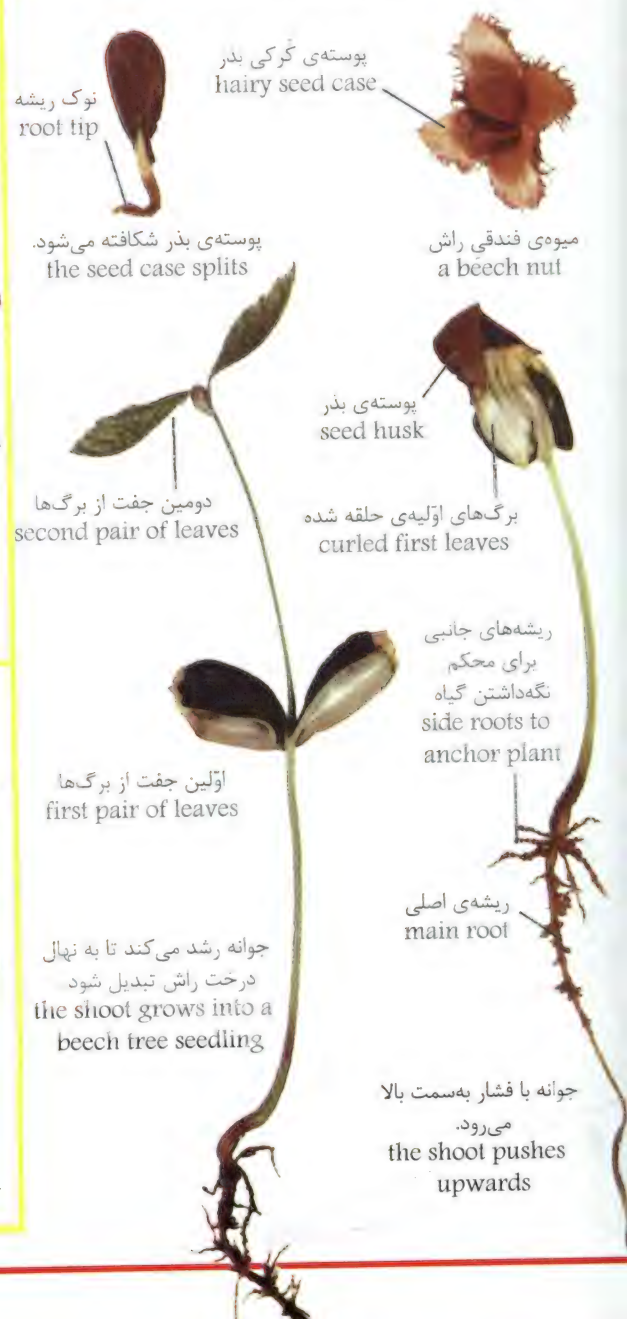 پوسته‌ی کُرکی بذر
hairy seed case
نوک ریشه
root tip
میوه‌ی فندقیِ راش
a beech nut
پوسته‌ی بذر شکافته می‌شود.
the seed case splits
پوسته‌ی بذر
seed husk
برگ‌های اوّلیه‌ی حلقه شده
curled first leaves
دومین جفت از برگ‌ها
second pair of leaves
ریشه‌های جانبی
برای محکم
نگه‌داشتن گیاه
side roots to
anchor plant
اوّلین جفت از برگ‌ها
first pair of leaves
ریشه‌ی اصلی
main root
جوانه رشد می‌کند تا به نهال
درخت راش تبدیل شود
the shoot grows into a
beech tree seedling
جوانه با فشار به‌سمت بالا
می‌رود.
the shoot pushes
upwards